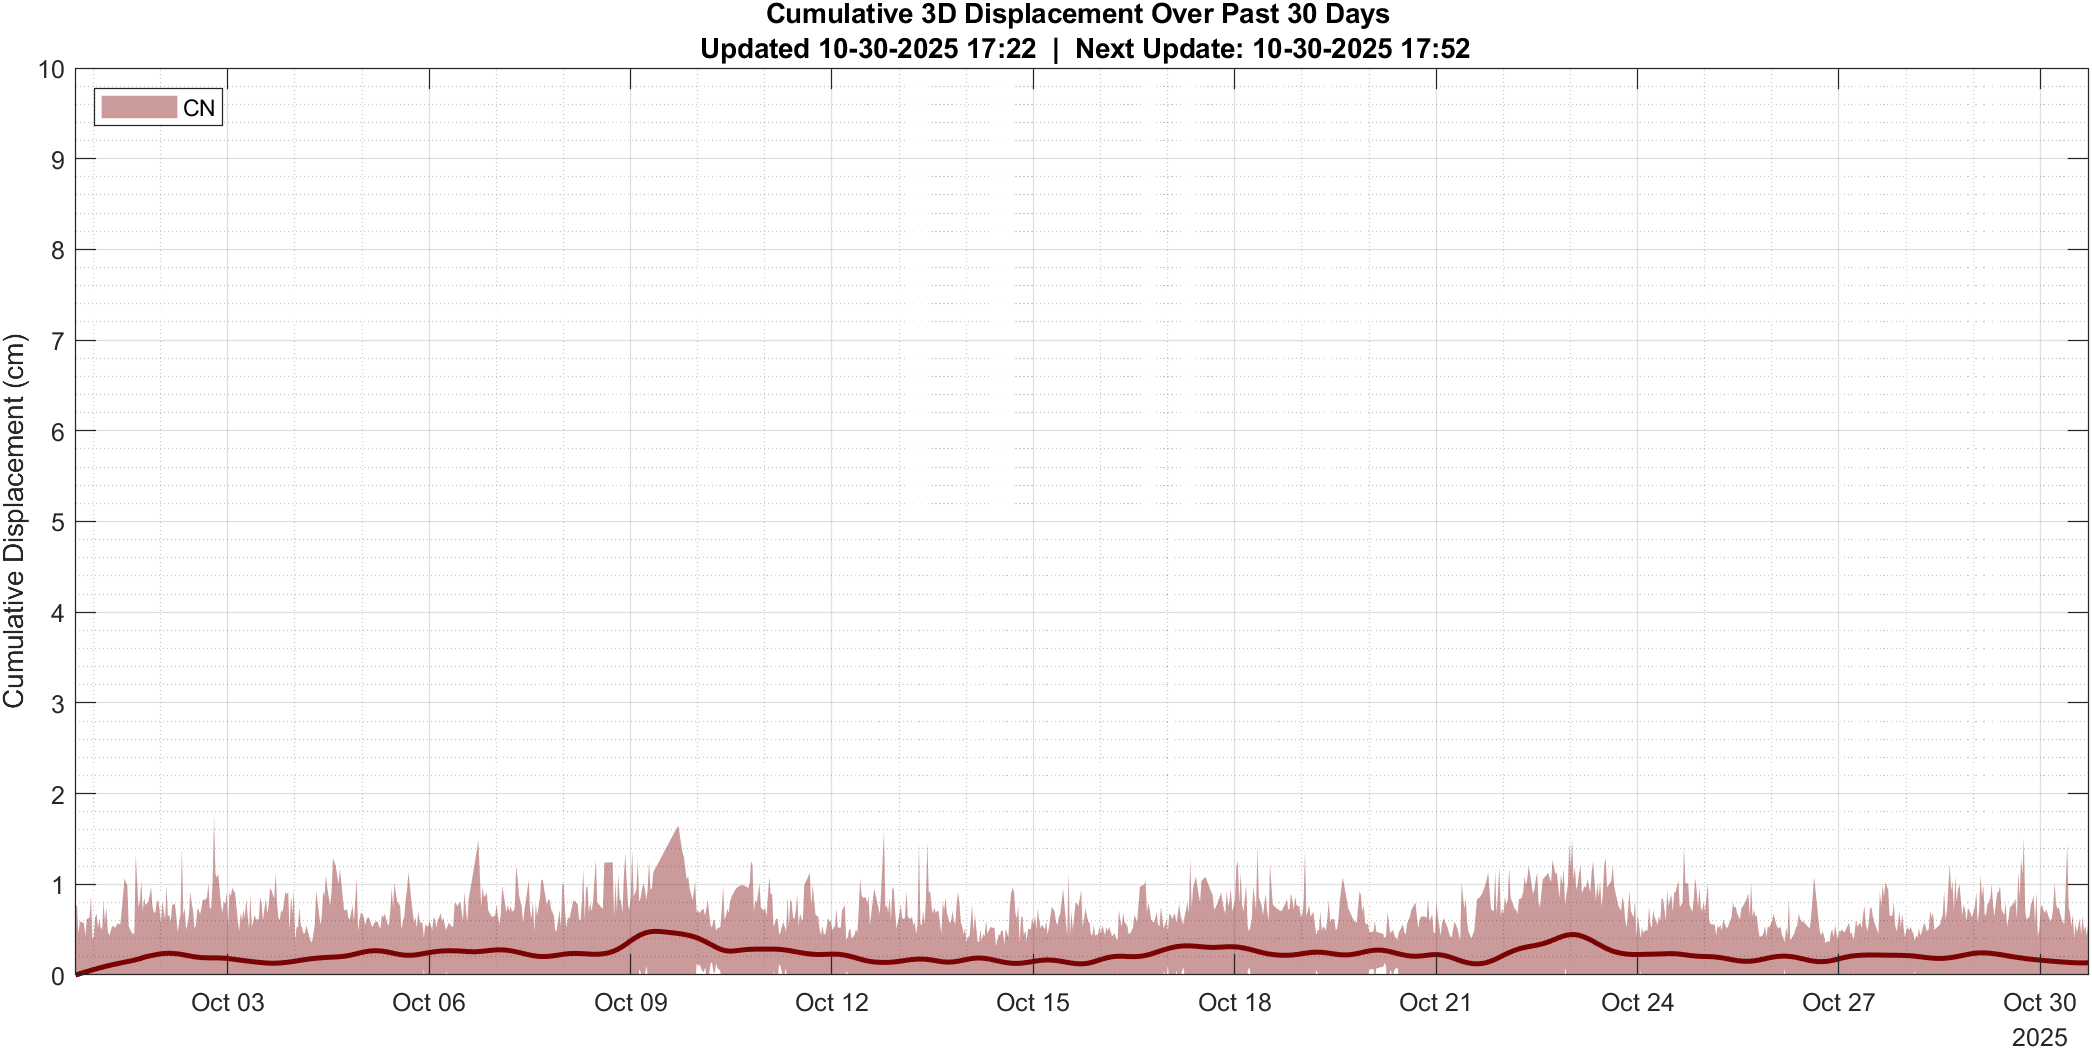 Cumulative 3D Displacement Over Past 30 Days
Updated 10-30-2025 17:22 | Next Update: 10-30-2025 17:52
CN
Cumulative Displacement (cm)
10
9
8
7
6
5
4
3
2
1
0
Oct 03 Oct 06 Oct 09 Oct 12 Oct 15 Oct 18 Oct 21 Oct 24 Oct 27 Oct 30
2025